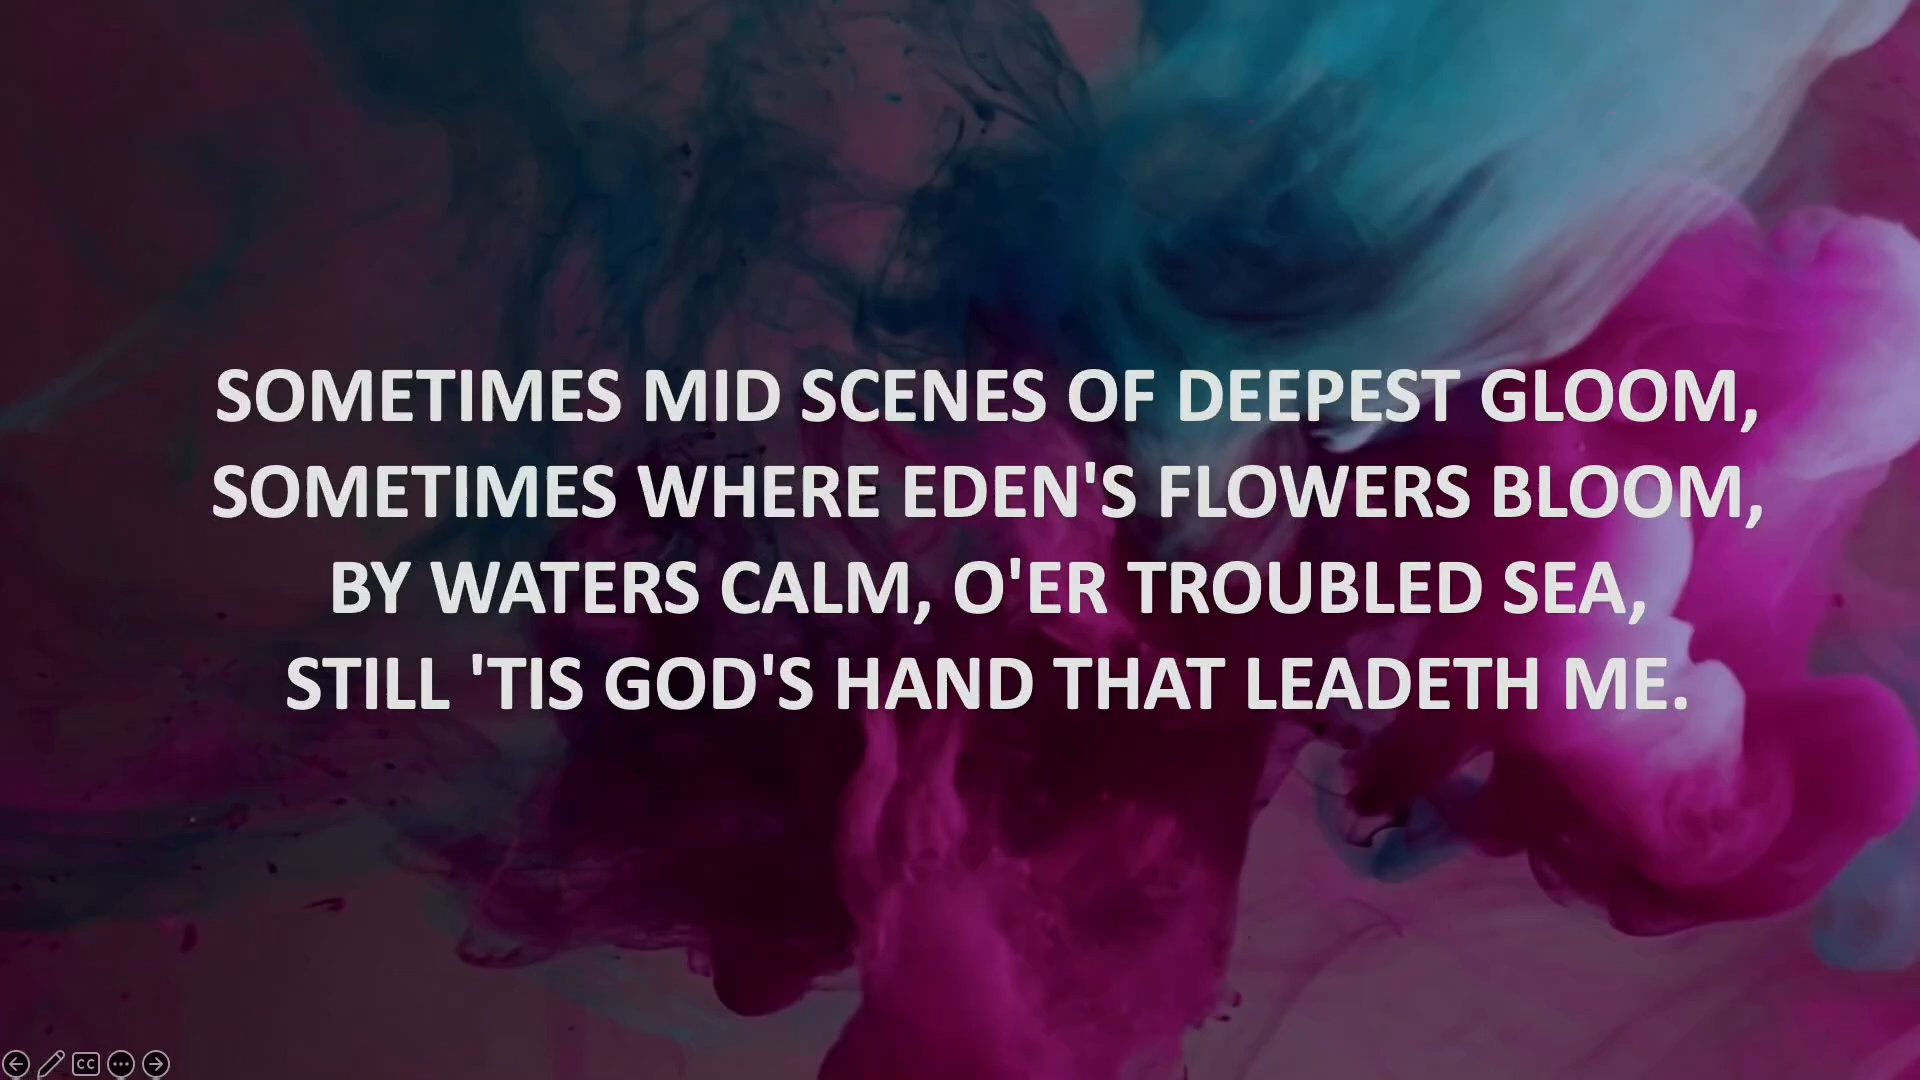 SOMETIMES MID SCENES OF DEEPEST GLOOM,
SOMETIMES WHERE EDEN'S FLOWERS BLOOM,
BY WATERS CALM, O'ER TROUBLED SEA,
STILL 'TIS GOD'S HAND THAT LEADETH ME.
CC